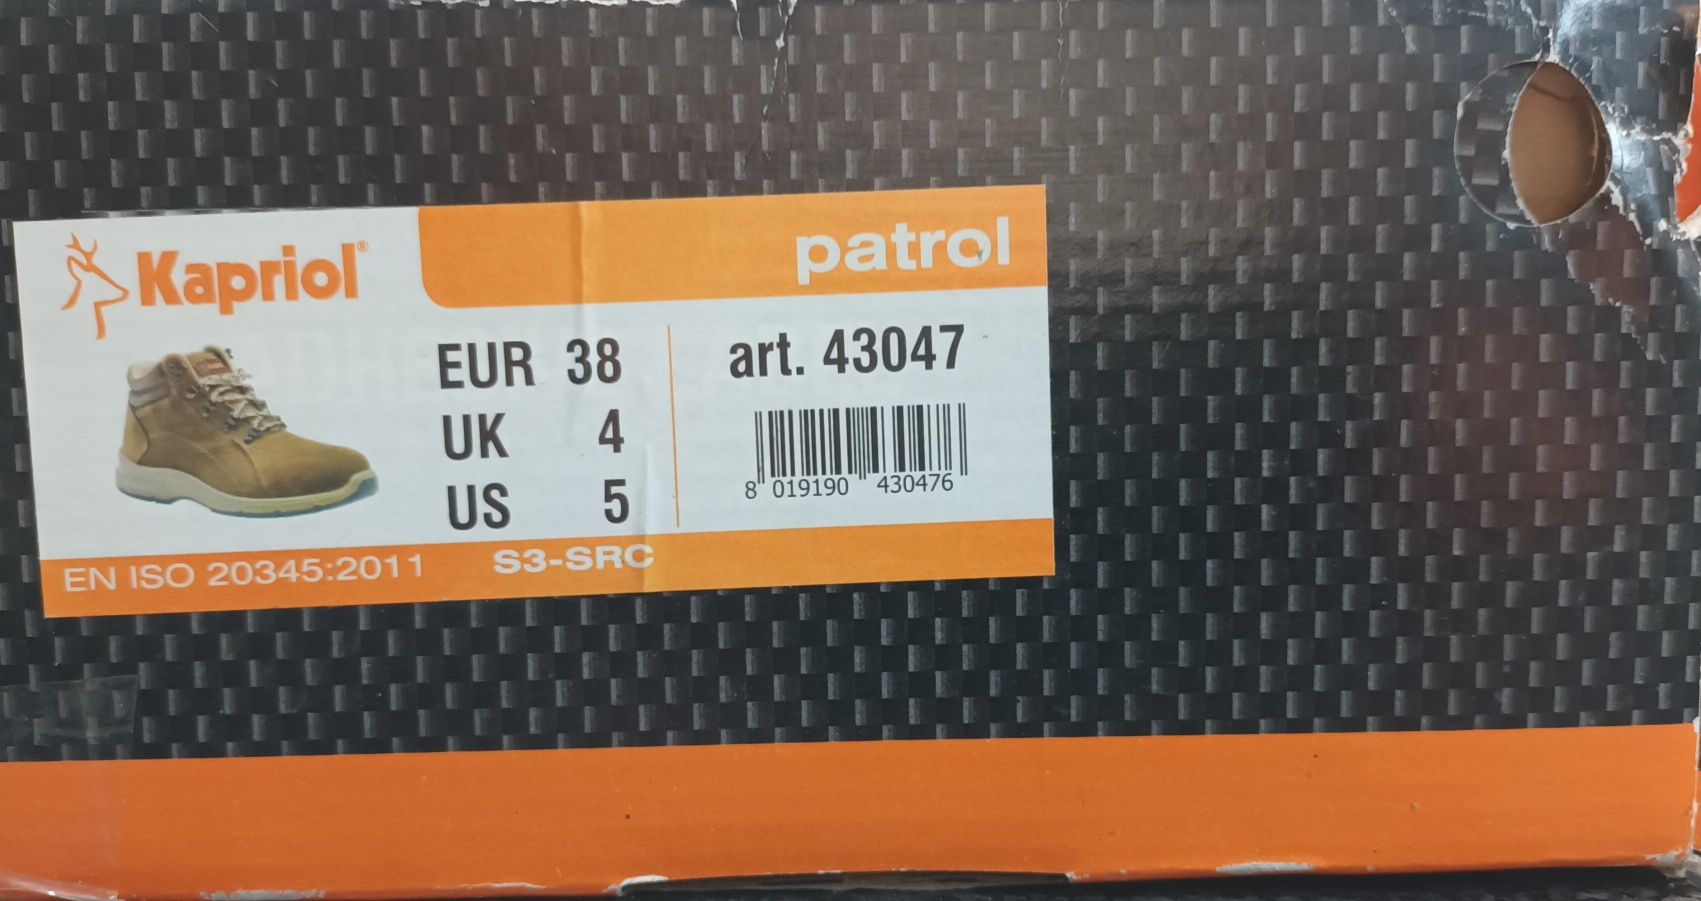 Kapriol®
patrol
EUR 38
UK 4
US 5
art. 43047
8 019190 430476
EN ISO 20345:2011 S3-SRC